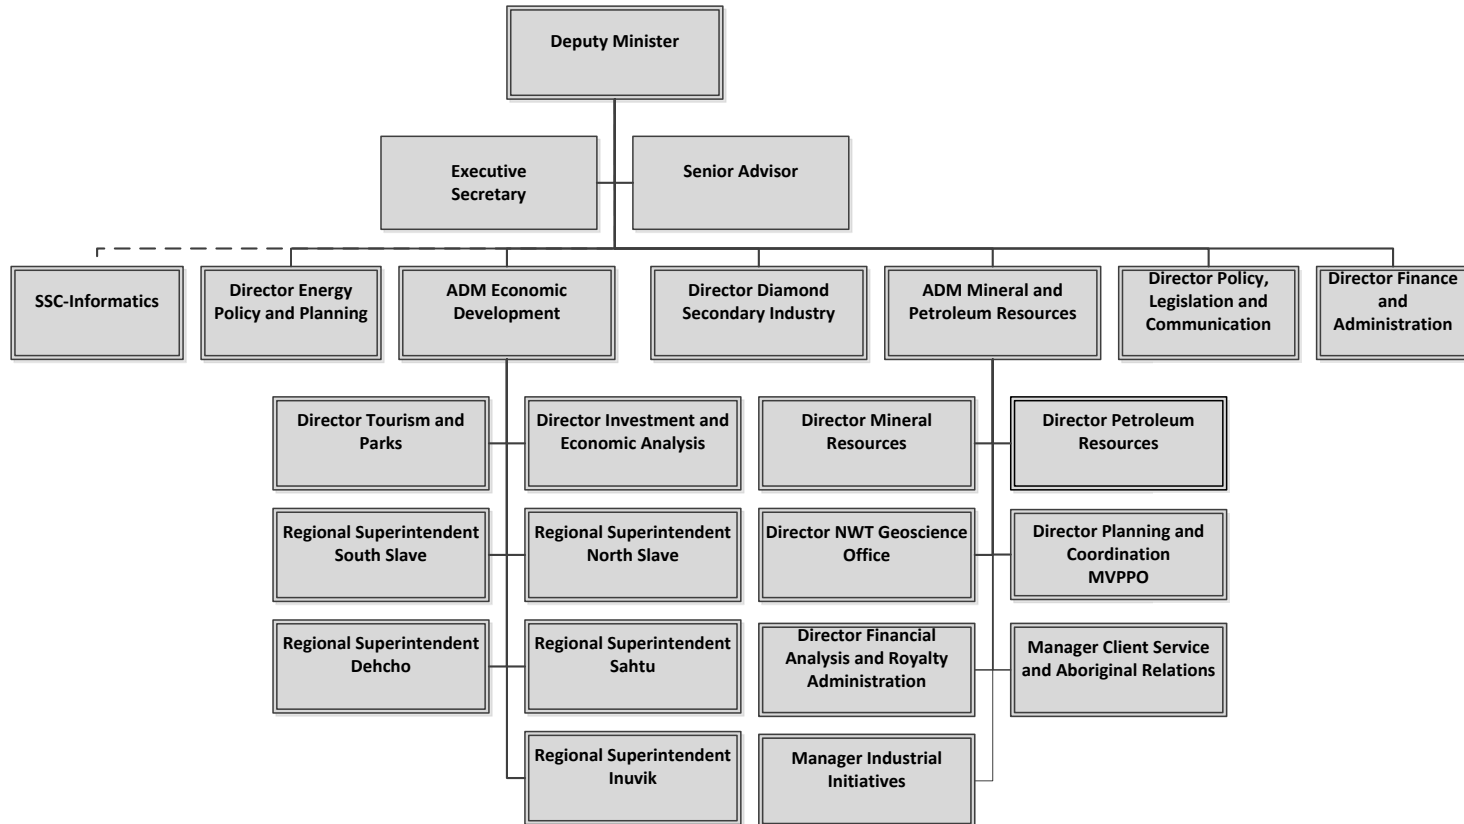 Deputy Minister
Executive
Secretary
Senior Advisor
SSC-Informatics
Director Energy
Policy and Planning
ADM Economic
Development
Director Diamond
Secondary Industry
ADM Mineral and
Petroleum Resources
Director Policy,
Legislation and
Communication
Director Finance
and
Administration
Director Tourism and
Parks
Director Investment and
Economic Analysis
Director Mineral
Resources
Director Petroleum
Resources
Regional Superintendent
South Slave
Regional Superintendent
North Slave
Director NWT Geoscience
Office
Director Planning and
Coordination
MVPPO
Regional Superintendent
Dehcho
Regional Superintendent
Sahtu
Director Financial
Analysis and Royalty
Administration
Manager Client Service
and Aboriginal Relations
Regional Superintendent
Inuvik
Manager Industrial
Initiatives